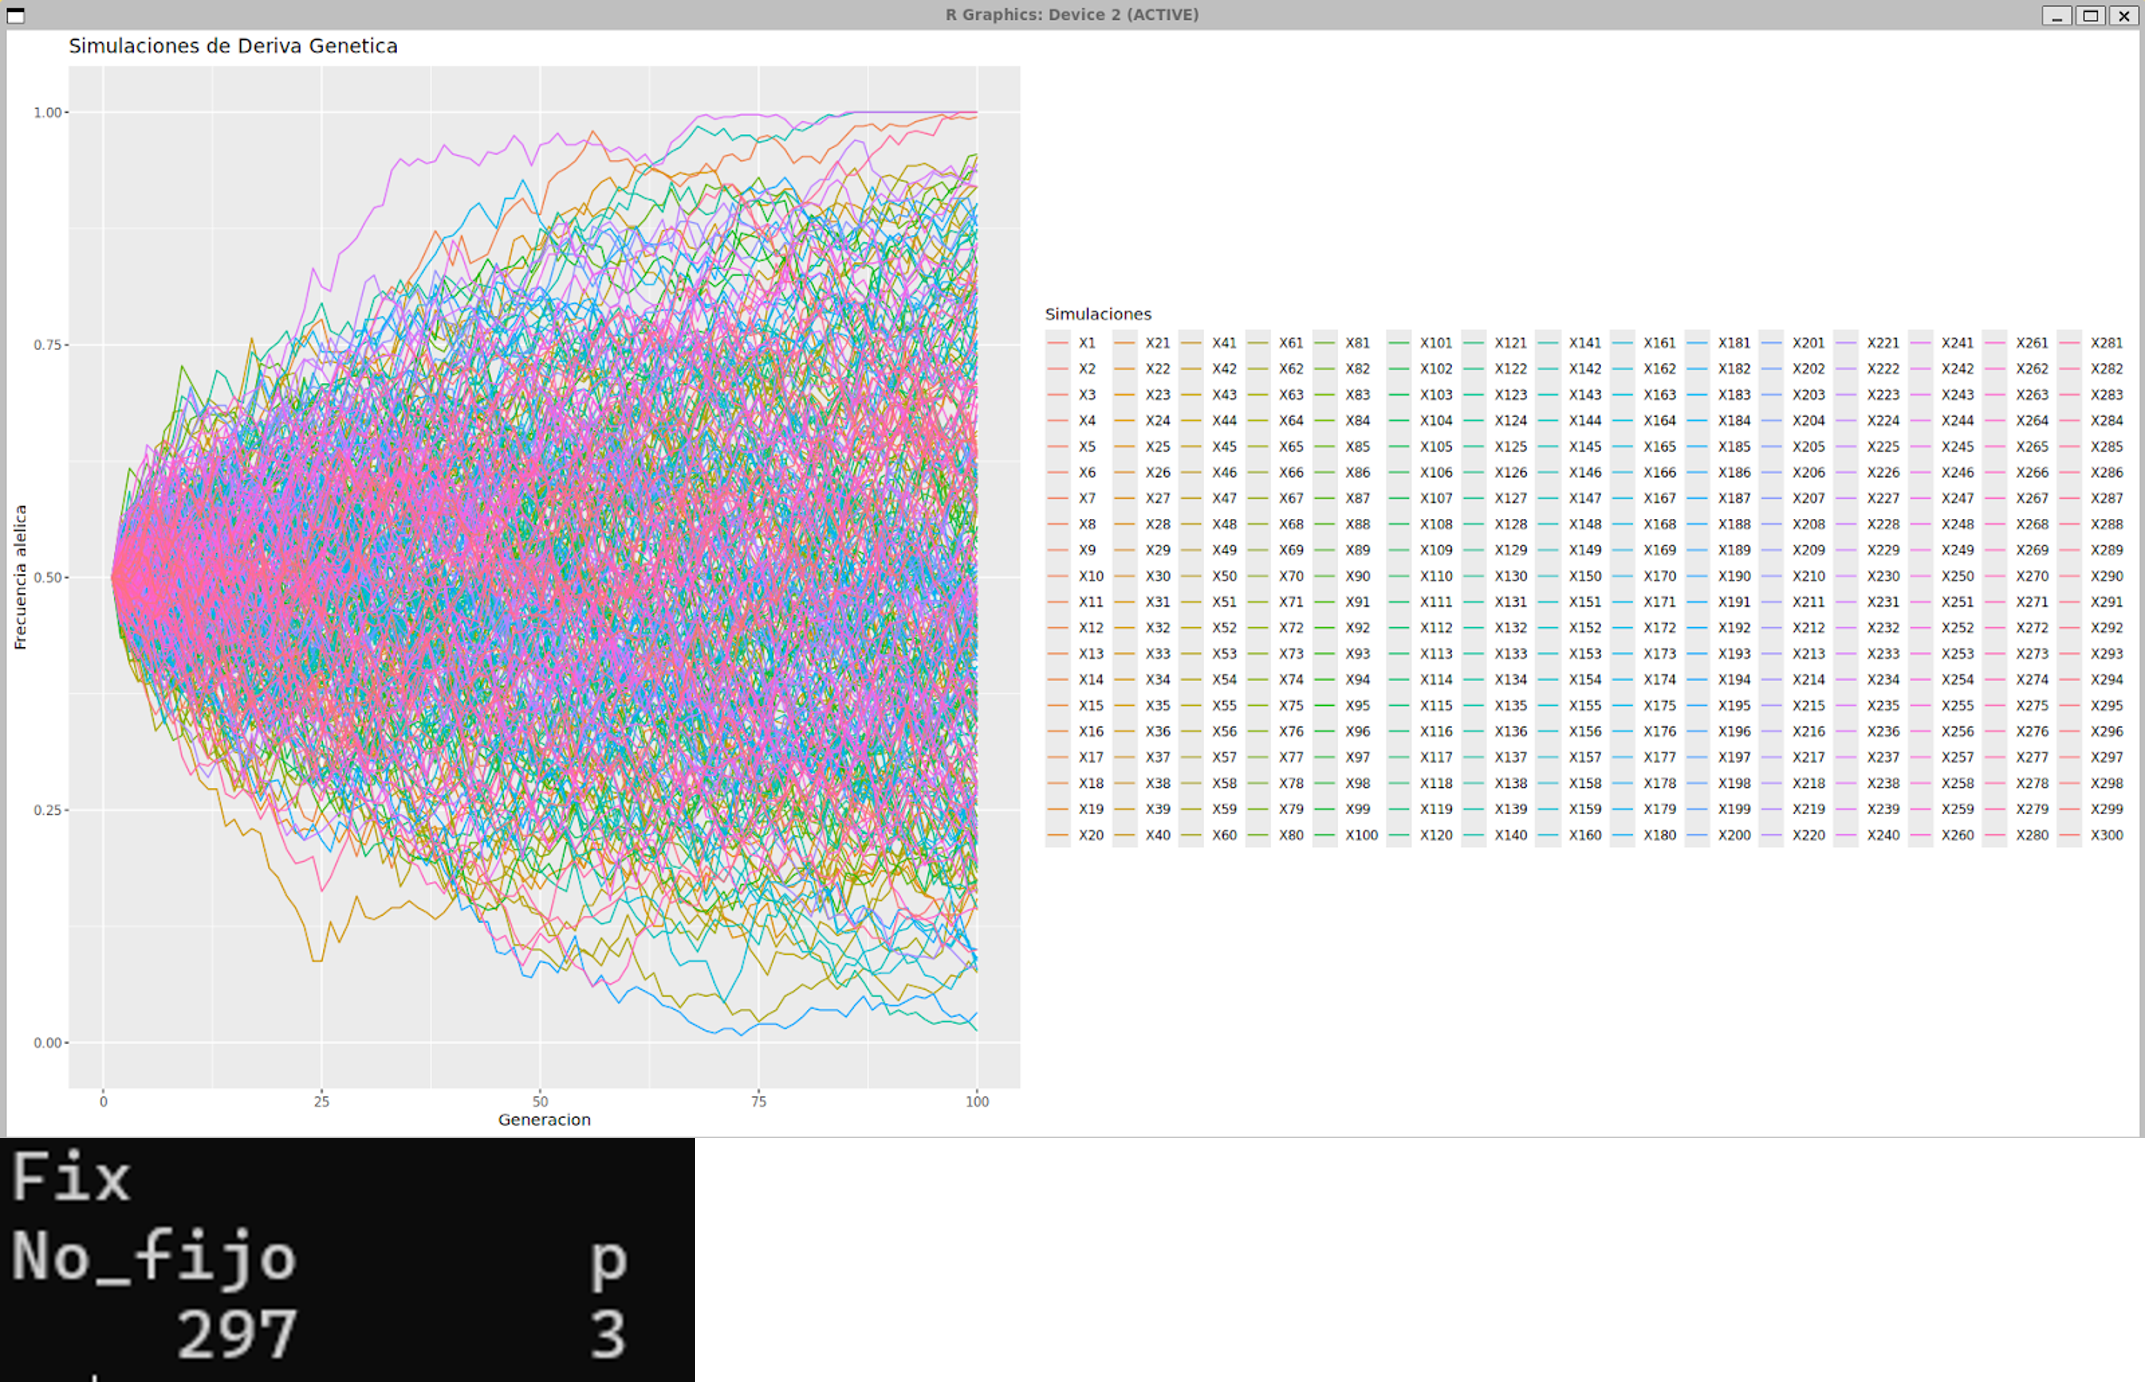 R Graphics: Device 2 (ACTIVE)
Simulaciones de Deriva Genetica
1.00
0.75
0.50
0.25
0.00
Frecuencia alelica
0 25 50 75 100
Generacion
Simulaciones
X1 X21 X41 X61 X81 X101 X121 X141 X161 X181 X201 X221 X241 X261 X281
X2 X22 X42 X62 X82 X102 X122 X142 X162 X182 X202 X222 X242 X262 X282
X3 X23 X43 X63 X83 X103 X123 X143 X163 X183 X203 X223 X243 X263 X283
X4 X24 X44 X64 X84 X104 X124 X144 X164 X184 X204 X224 X244 X264 X284
X5 X25 X45 X65 X85 X105 X125 X145 X165 X185 X205 X225 X245 X265 X285
X6 X26 X46 X66 X86 X106 X126 X146 X166 X186 X206 X226 X246 X266 X286
X7 X27 X47 X67 X87 X107 X127 X147 X167 X187 X207 X227 X247 X267 X287
X8 X28 X48 X68 X88 X108 X128 X148 X168 X188 X208 X228 X248 X268 X288
X9 X29 X49 X69 X89 X109 X129 X149 X169 X189 X209 X229 X249 X269 X289
X10 X30 X50 X70 X90 X110 X130 X150 X170 X190 X210 X230 X250 X270 X290
X11 X31 X51 X71 X91 X111 X131 X151 X171 X191 X211 X231 X251 X271 X291
X12 X32 X52 X72 X92 X112 X132 X152 X172 X192 X212 X232 X252 X272 X292
X13 X33 X53 X73 X93 X113 X133 X153 X173 X193 X213 X233 X253 X273 X293
X14 X34 X54 X74 X94 X114 X134 X154 X174 X194 X214 X234 X254 X274 X294
X15 X35 X55 X75 X95 X115 X135 X155 X175 X195 X215 X235 X255 X275 X295
X16 X36 X56 X76 X96 X116 X136 X156 X176 X196 X216 X236 X256 X276 X296
X17 X37 X57 X77 X97 X117 X137 X157 X177 X197 X217 X237 X257 X277 X297
X18 X38 X58 X78 X98 X118 X138 X158 X178 X198 X218 X238 X258 X278 X298
X19 X39 X59 X79 X99 X119 X139 X159 X179 X199 X219 X239 X259 X279 X299
X20 X40 X60 X80 X100 X120 X140 X160 X180 X200 X220 X240 X260 X280 X300
Fix
No_fijo p
297 3